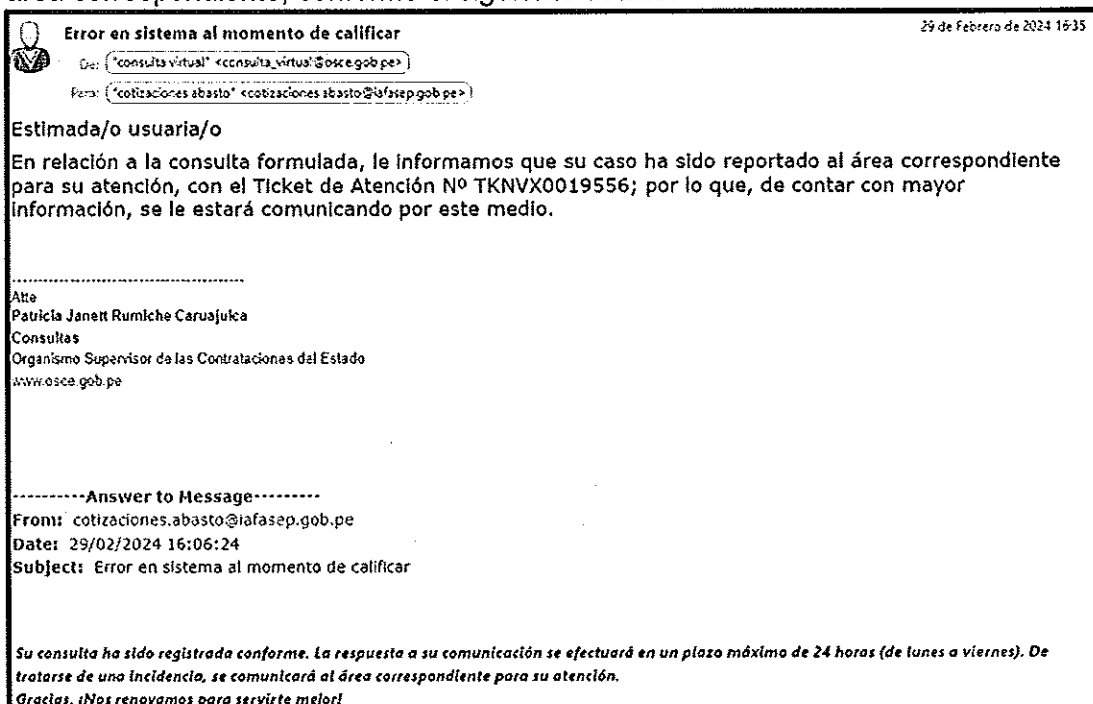 Error en sistema al momento de calificar
29 de Febrero de 2024 16:35
De: "consulta virtual" <consulta_virtual@osce.gob.pe>
Para: "cotizaciones abasto" <cotizaciones.abasto@iafasep.gob.pe>
Estimada/o usuaria/o
En relación a la consulta formulada, le informamos que su caso ha sido reportado al área correspondiente
para su atención, con el Ticket de Atención Nº TKNVX0019556; por lo que, de contar con mayor
información, se le estará comunicando por este medio.
-------------------------------------------
Atte
Patricia Janett Rumiche Caruajulca
Consultas
Organismo Supervisor de las Contrataciones del Estado
www.osce.gob.pe
----------Answer to Message---------
From: cotizaciones.abasto@iafasep.gob.pe
Date: 29/02/2024 16:06:24
Subject: Error en sistema al momento de calificar
Su consulta ha sido registrada conforme. La respuesta a su comunicación se efectuará en un plazo máximo de 24 horas (de lunes a viernes). De
tratarse de una incidencia, se comunicará al área correspondiente para su atención.
Gracias. ¡Nos renovamos para servirte mejor!